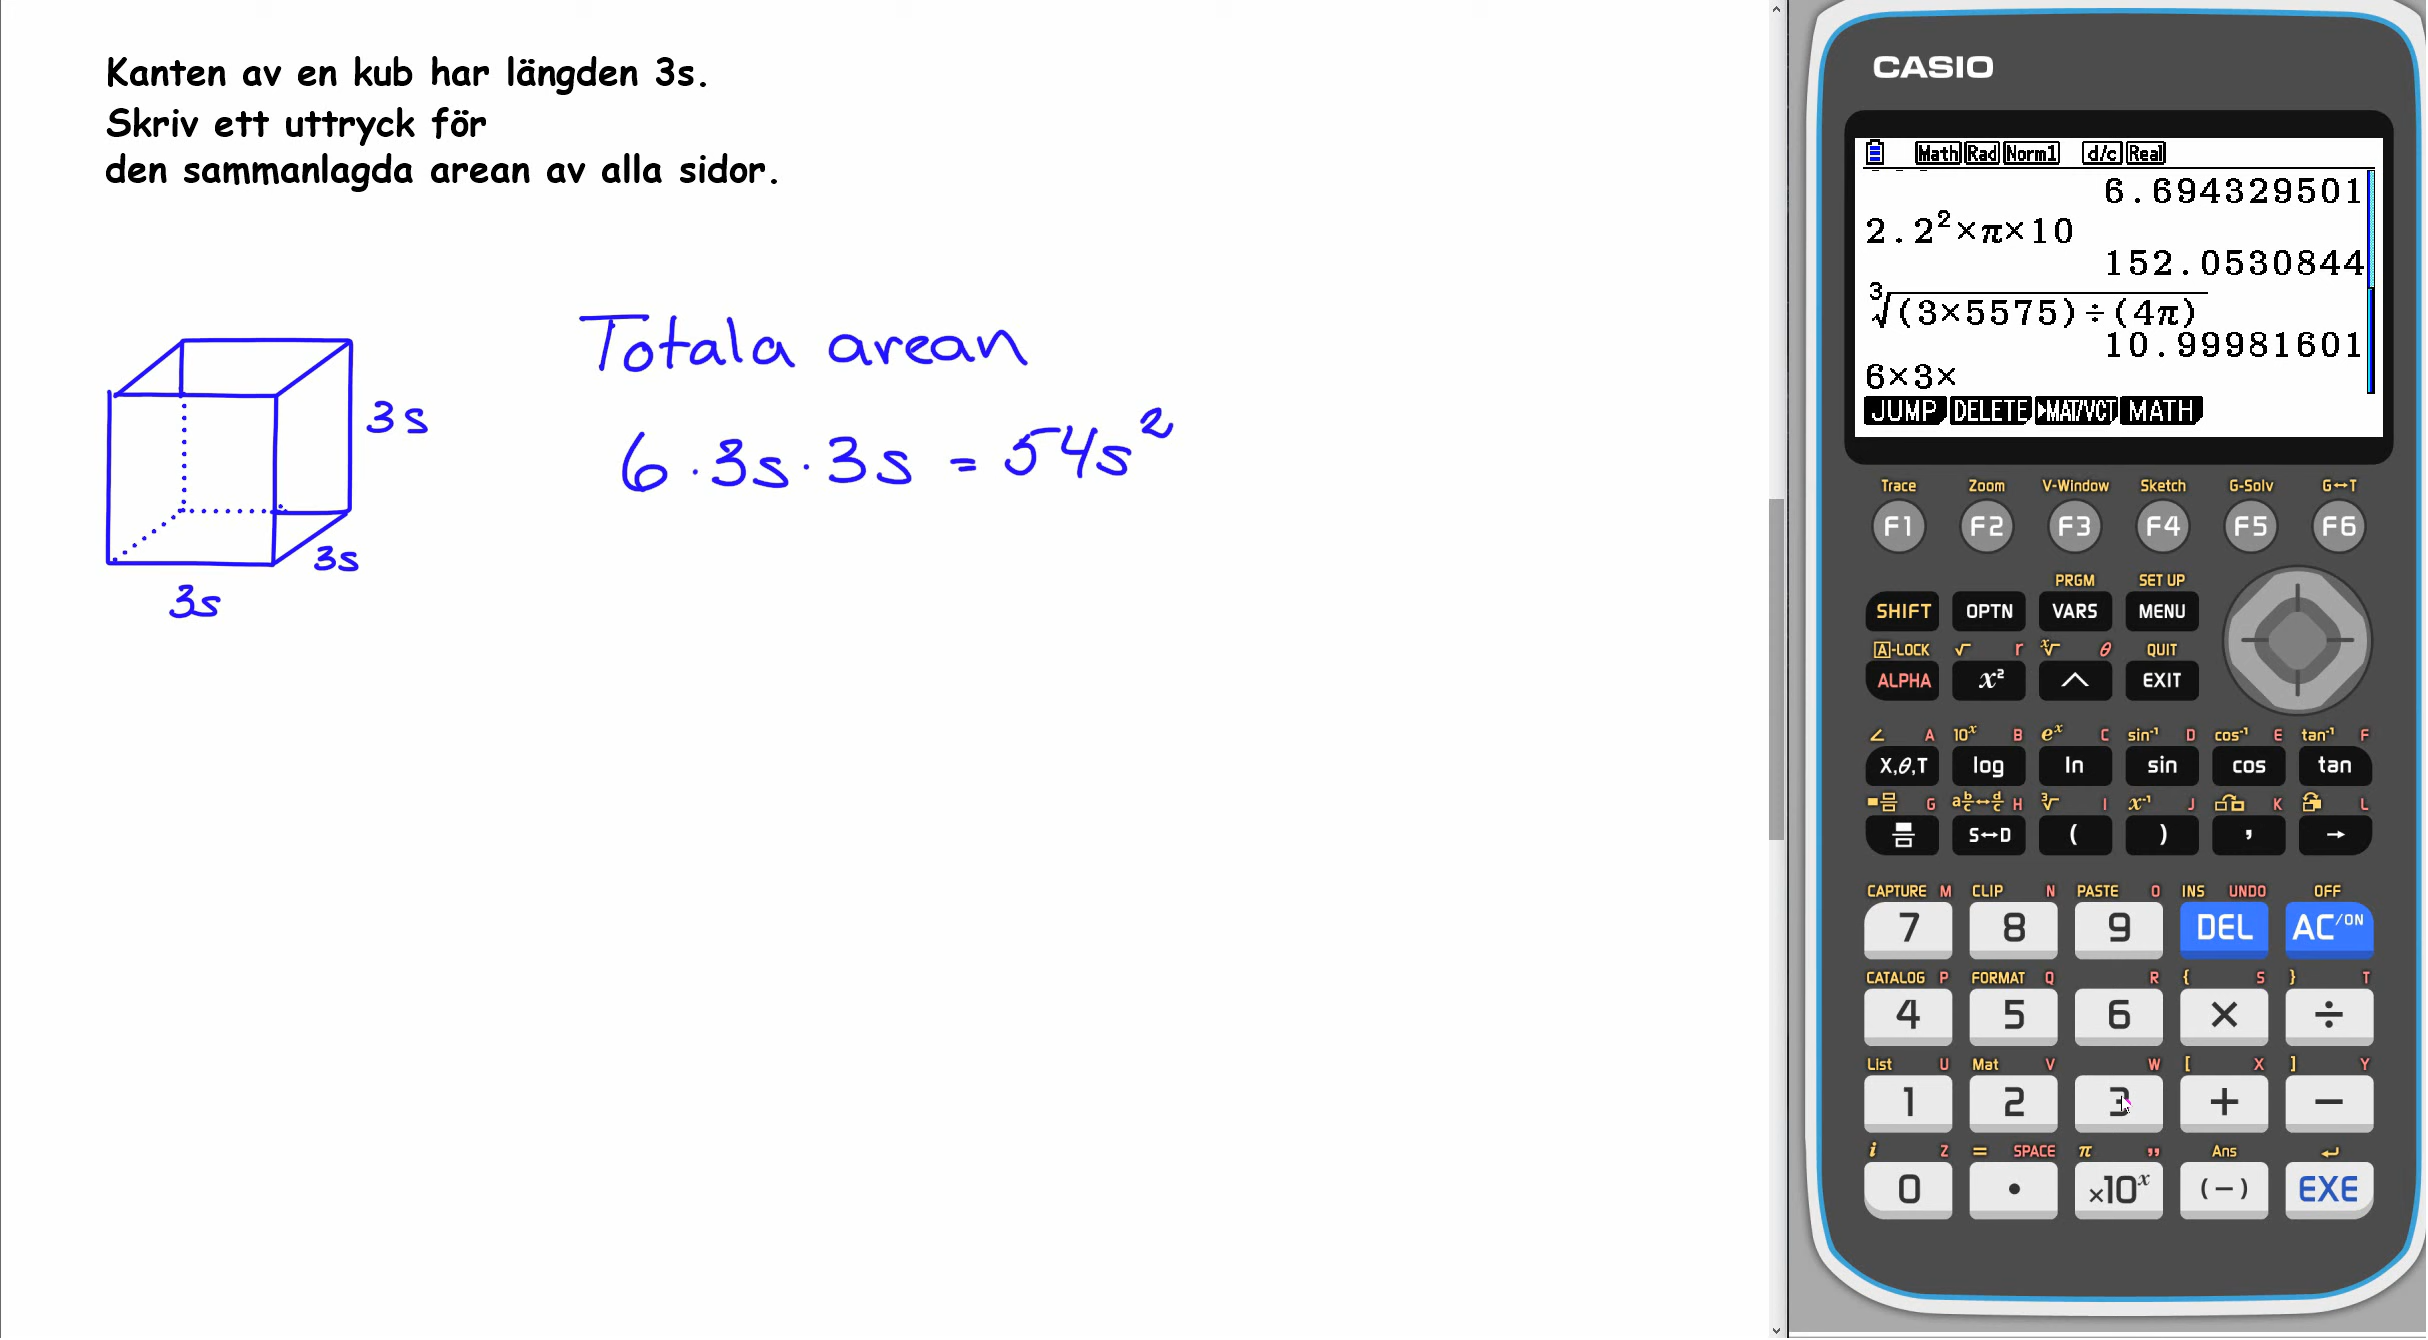 Kanten av en kub har längden 3s.
Skriv ett uttryck för
den sammanlagda arean av alla sidor.
Totala arean
6 · 3s · 3s = 54s²
3s
3s
3s
CASIO
Math Rad Norm1 d/c Real
6.694329501
2.2²×π×10
152.0530844
³√(3×5575)÷(4π)
10.99981601
6×3×
JUMP DELETE ▶MAT/VCT MATH
Trace Zoom V-Window Sketch G-Solv G↔T
F1 F2 F3 F4 F5 F6
PRGM SET UP
SHIFT OPTN VARS MENU
A-LOCK √ r ˣ√ θ QUIT
ALPHA x² ^ EXIT
∠ A 10ˣ B eˣ C sin⁻¹ D cos⁻¹ E tan⁻¹ F
X,θ,T log ln sin cos tan
G a b/c↔d/c H ³√ I x⁻¹ J K L
S↔D ( ) , →
CAPTURE M CLIP N PASTE O INS UNDO OFF
7 8 9 DEL AC/ON
CATALOG P FORMAT Q R { S } T
4 5 6 × ÷
List U Mat V W [ X ] Y
1 2 3 + −
i Z = SPACE π " Ans ↵
0 • ×10ˣ (−) EXE